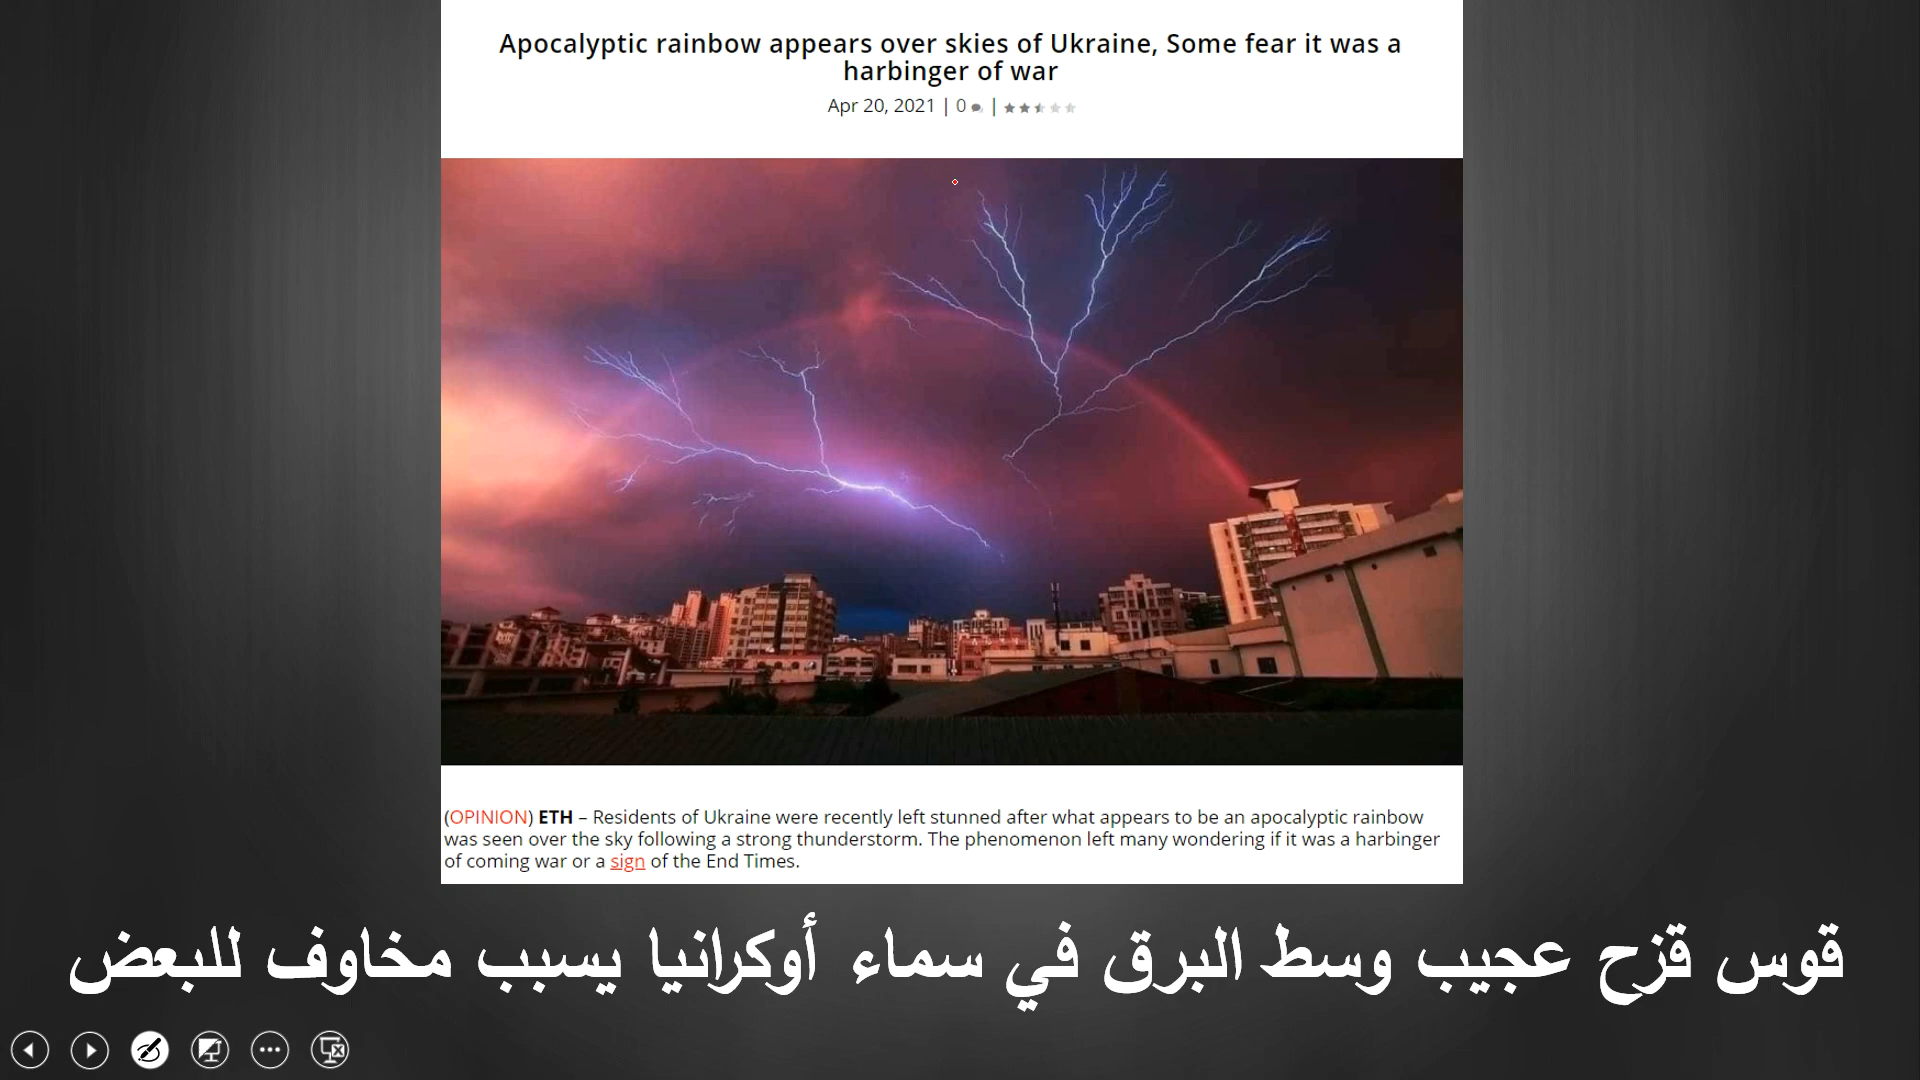 Apocalyptic rainbow appears over skies of Ukraine, Some fear it was a
harbinger of war
Apr 20, 2021 | 0 |
(OPINION) ETH – Residents of Ukraine were recently left stunned after what appears to be an apocalyptic rainbow
was seen over the sky following a strong thunderstorm. The phenomenon left many wondering if it was a harbinger
of coming war or a sign of the End Times.
قوس قزح عجيب وسط البرق في سماء أوكرانيا يسبب مخاوف للبعض